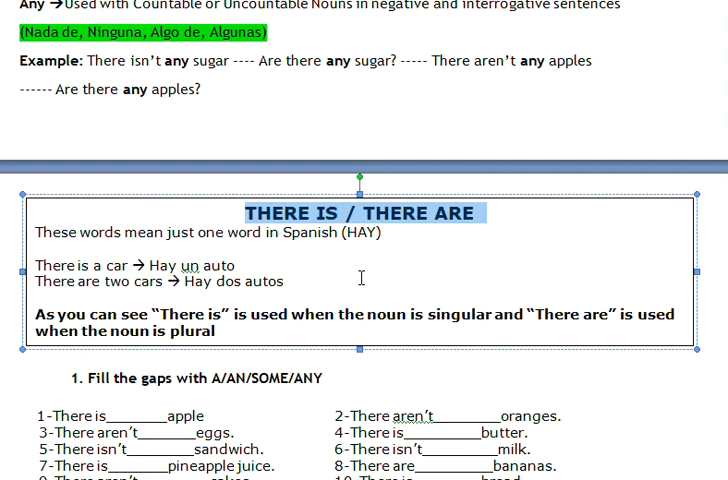 Any →Used with Countable or Uncountable Nouns in negative and interrogative sentences
(Nada de, Ninguna, Algo de, Algunas)
Example: There isn't any sugar ---- Are there any sugar? ----- There aren't any apples
------ Are there any apples?
THERE IS / THERE ARE
These words mean just one word in Spanish (HAY)
There is a car → Hay un auto
There are two cars → Hay dos autos
As you can see “There is” is used when the noun is singular and “There are” is used
when the noun is plural
1. Fill the gaps with A/AN/SOME/ANY
1-There is________apple 2-There aren't_________oranges.
3-There aren't________eggs. 4-There is__________butter.
5-There isn't_________sandwich. 6-There isn't__________milk.
7-There is________pineapple juice. 8-There are__________bananas.